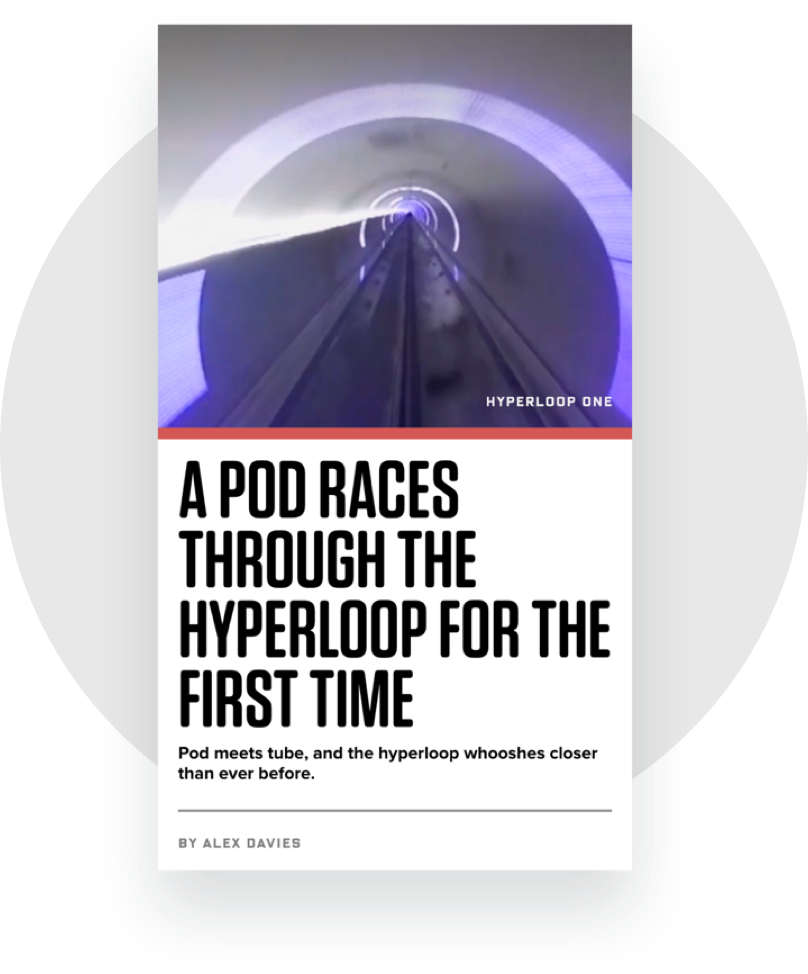 HYPERLOOP ONE
A POD RACES
THROUGH THE
HYPERLOOP FOR THE
FIRST TIME
Pod meets tube, and the hyperloop whooshes closer
than ever before.
BY ALEX DAVIES